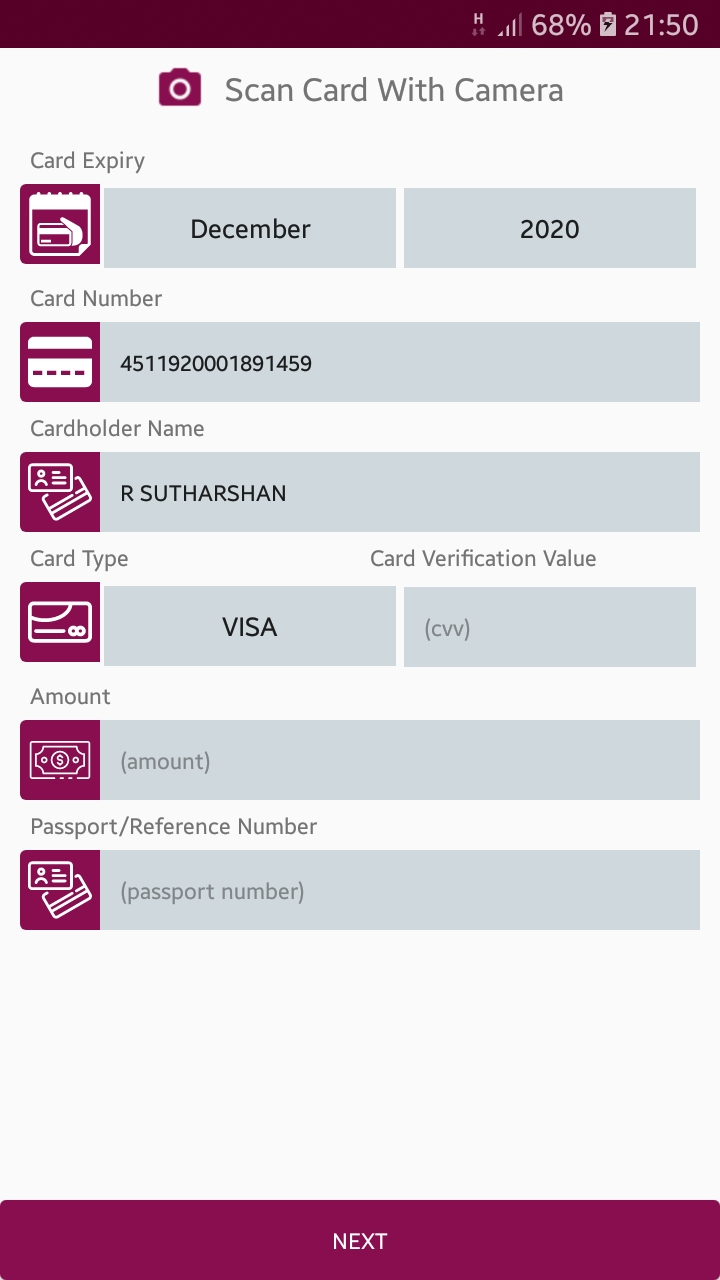 H 68% 21:50
Scan Card With Camera
Card Expiry
December 2020
Card Number
4511920001891459
Cardholder Name
R SUTHARSHAN
Card Type Card Verification Value
VISA (cvv)
Amount
(amount)
Passport/Reference Number
(passport number)
NEXT